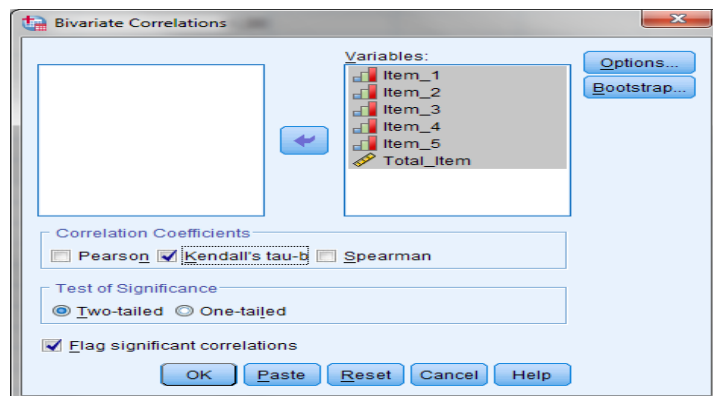 Bivariate Correlations
Variables:
Item_1
Item_2
Item_3
Item_4
Item_5
Total_Item
Options...
Bootstrap...
Correlation Coefficients
Pearson Kendall's tau-b Spearman
Test of Significance
Two-tailed One-tailed
Flag significant correlations
OK Paste Reset Cancel Help